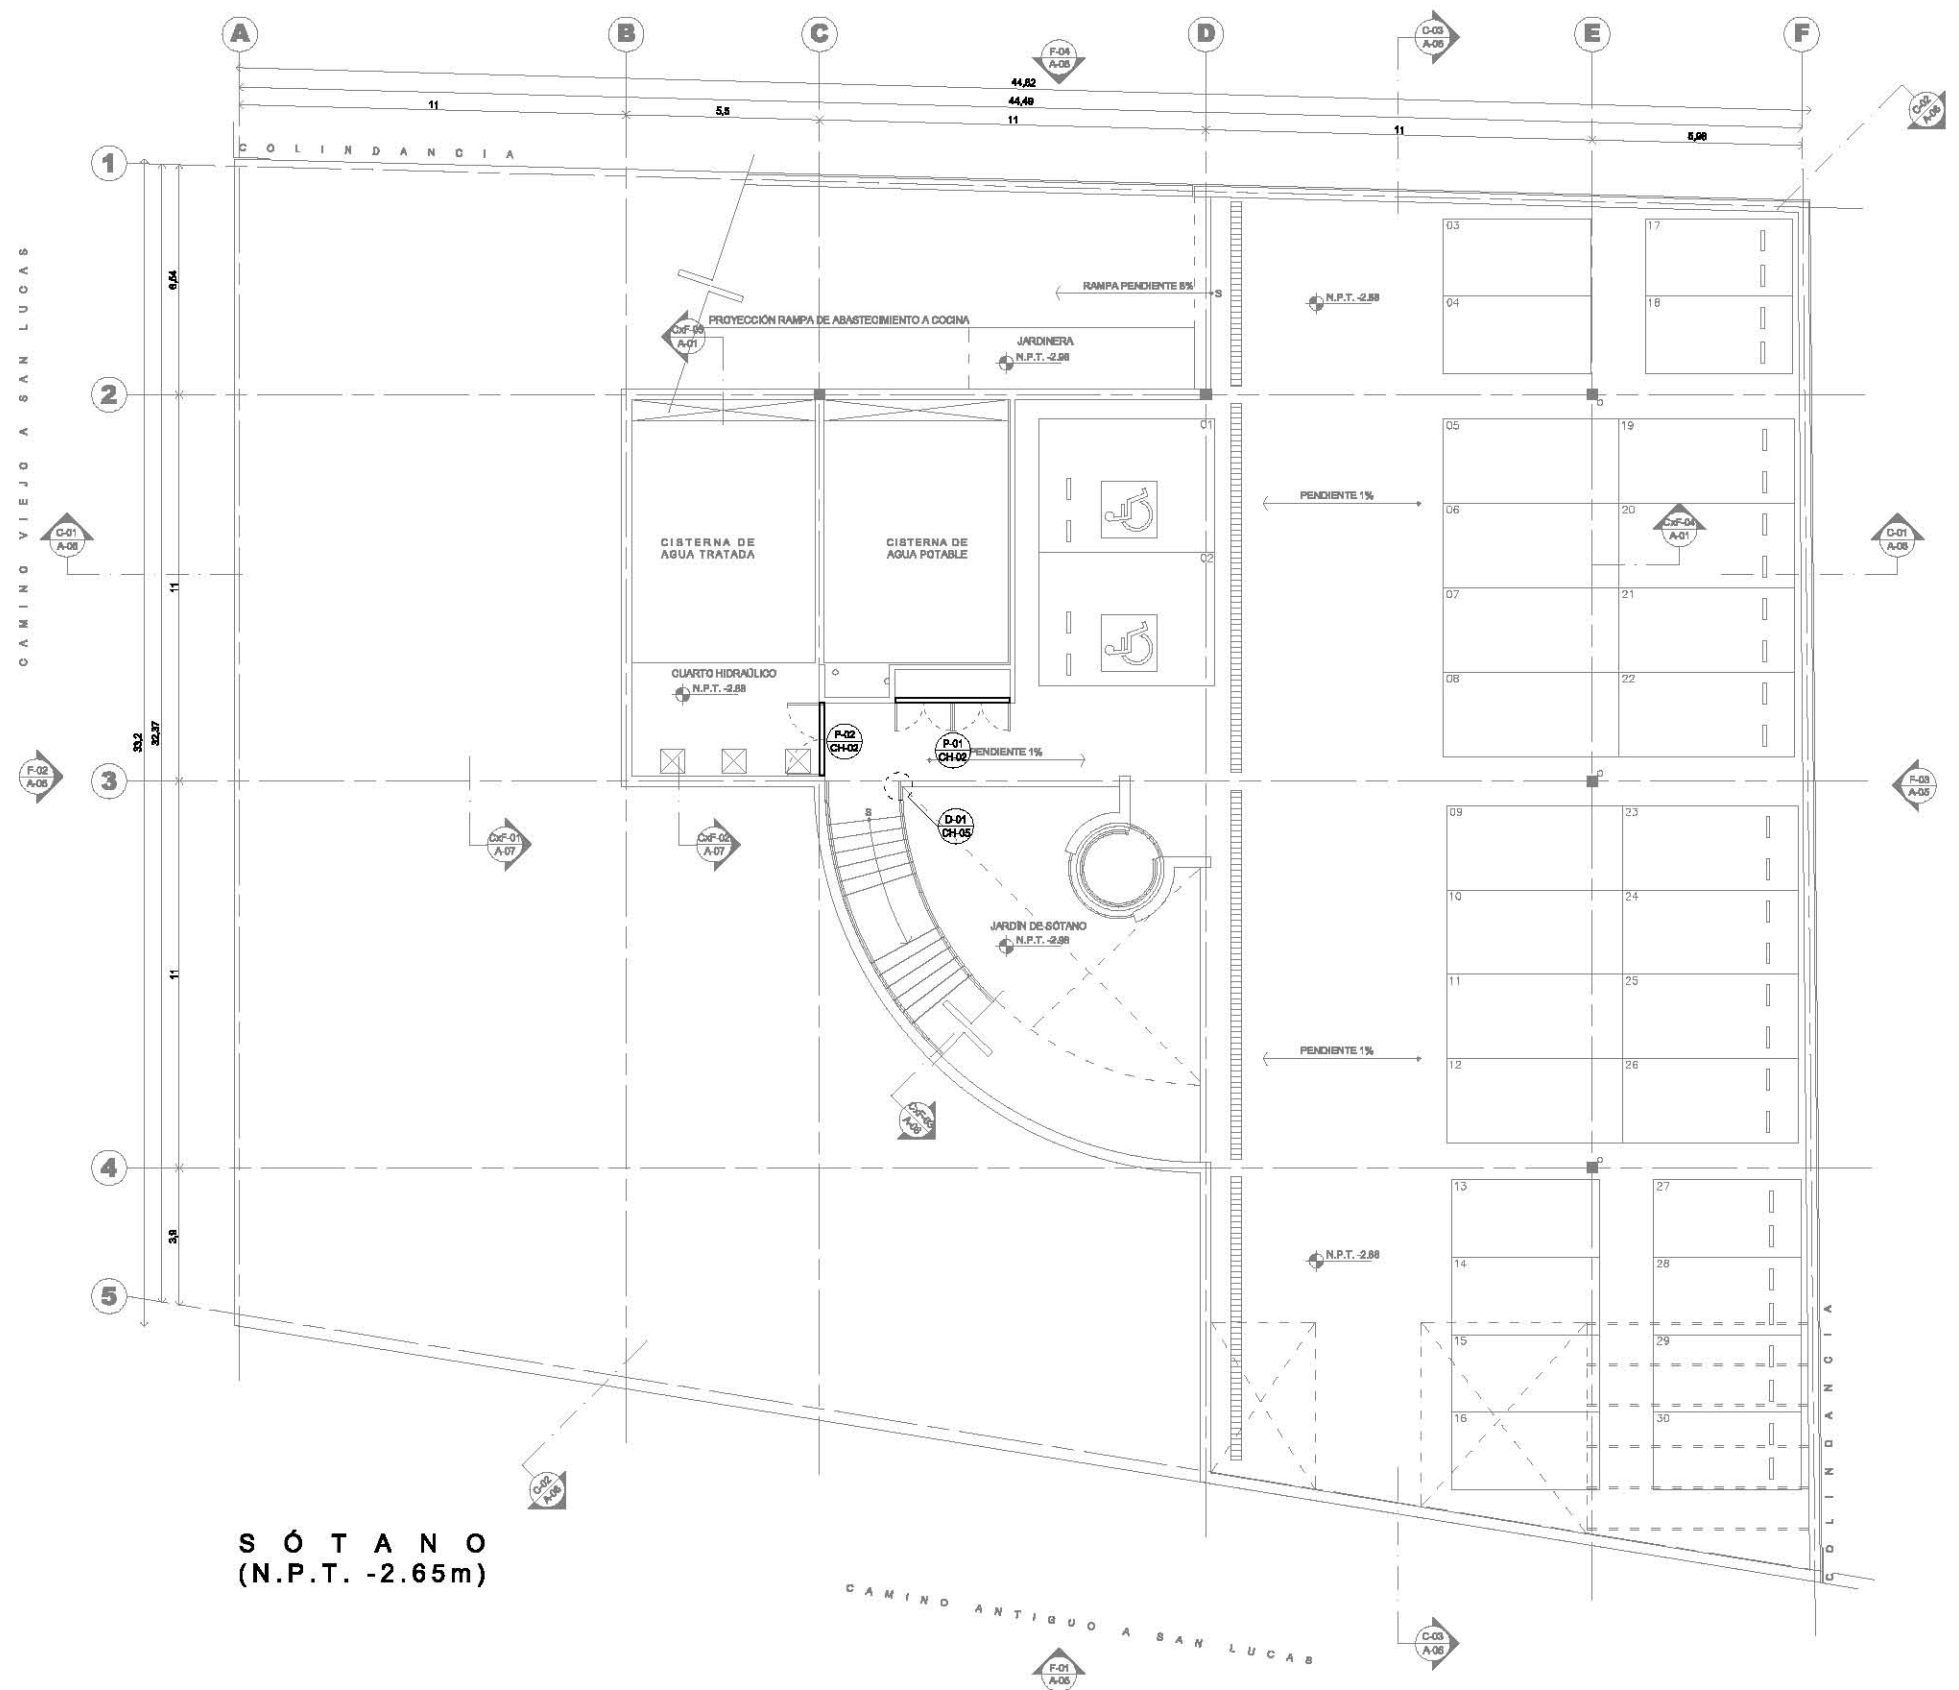 A
B
C
D
E
F
F-04
A-05
C-03
A-06
C-02
A-06
44,62
44,49
11
5,5
11
11
5,98
COLINDANCIA
1
2
3
4
5
6,54
11
11
3,9
33,2
32,37
CAMINO VIEJO A SAN LUCAS
RAMPA PENDIENTE 8%
S
PROYECCIÓN RAMPA DE ABASTECIMIENTO A COCINA
A-01
JARDINERA
N.P.T. -2.98
N.P.T. -2.88
03
04
17
18
01
02
05
06
07
08
19
20
21
22
CxF-04
A-01
C-01
A-06
C-01
A-06
PENDIENTE 1%
CISTERNA DE
AGUA TRATADA
CISTERNA DE
AGUA POTABLE
CUARTO HIDRAÚLICO
N.P.T. -2.88
P-02
CH-02
P-01
CH-02
PENDIENTE 1%
F-02
A-05
F-03
A-05
D-01
CH-05
S
CxF-01
A-07
CxF-02
A-07
JARDÍN DE SÓTANO
N.P.T. -2.98
09
10
11
12
23
24
25
26
PENDIENTE 1%
13
14
15
16
27
28
29
30
N.P.T. -2.88
C-02
A-06
COLINDANCIA
SÓTANO
(N.P.T. -2.65m)
CAMINO ANTIGUO A SAN LUCAS
F-01
A-05
C-03
A-06